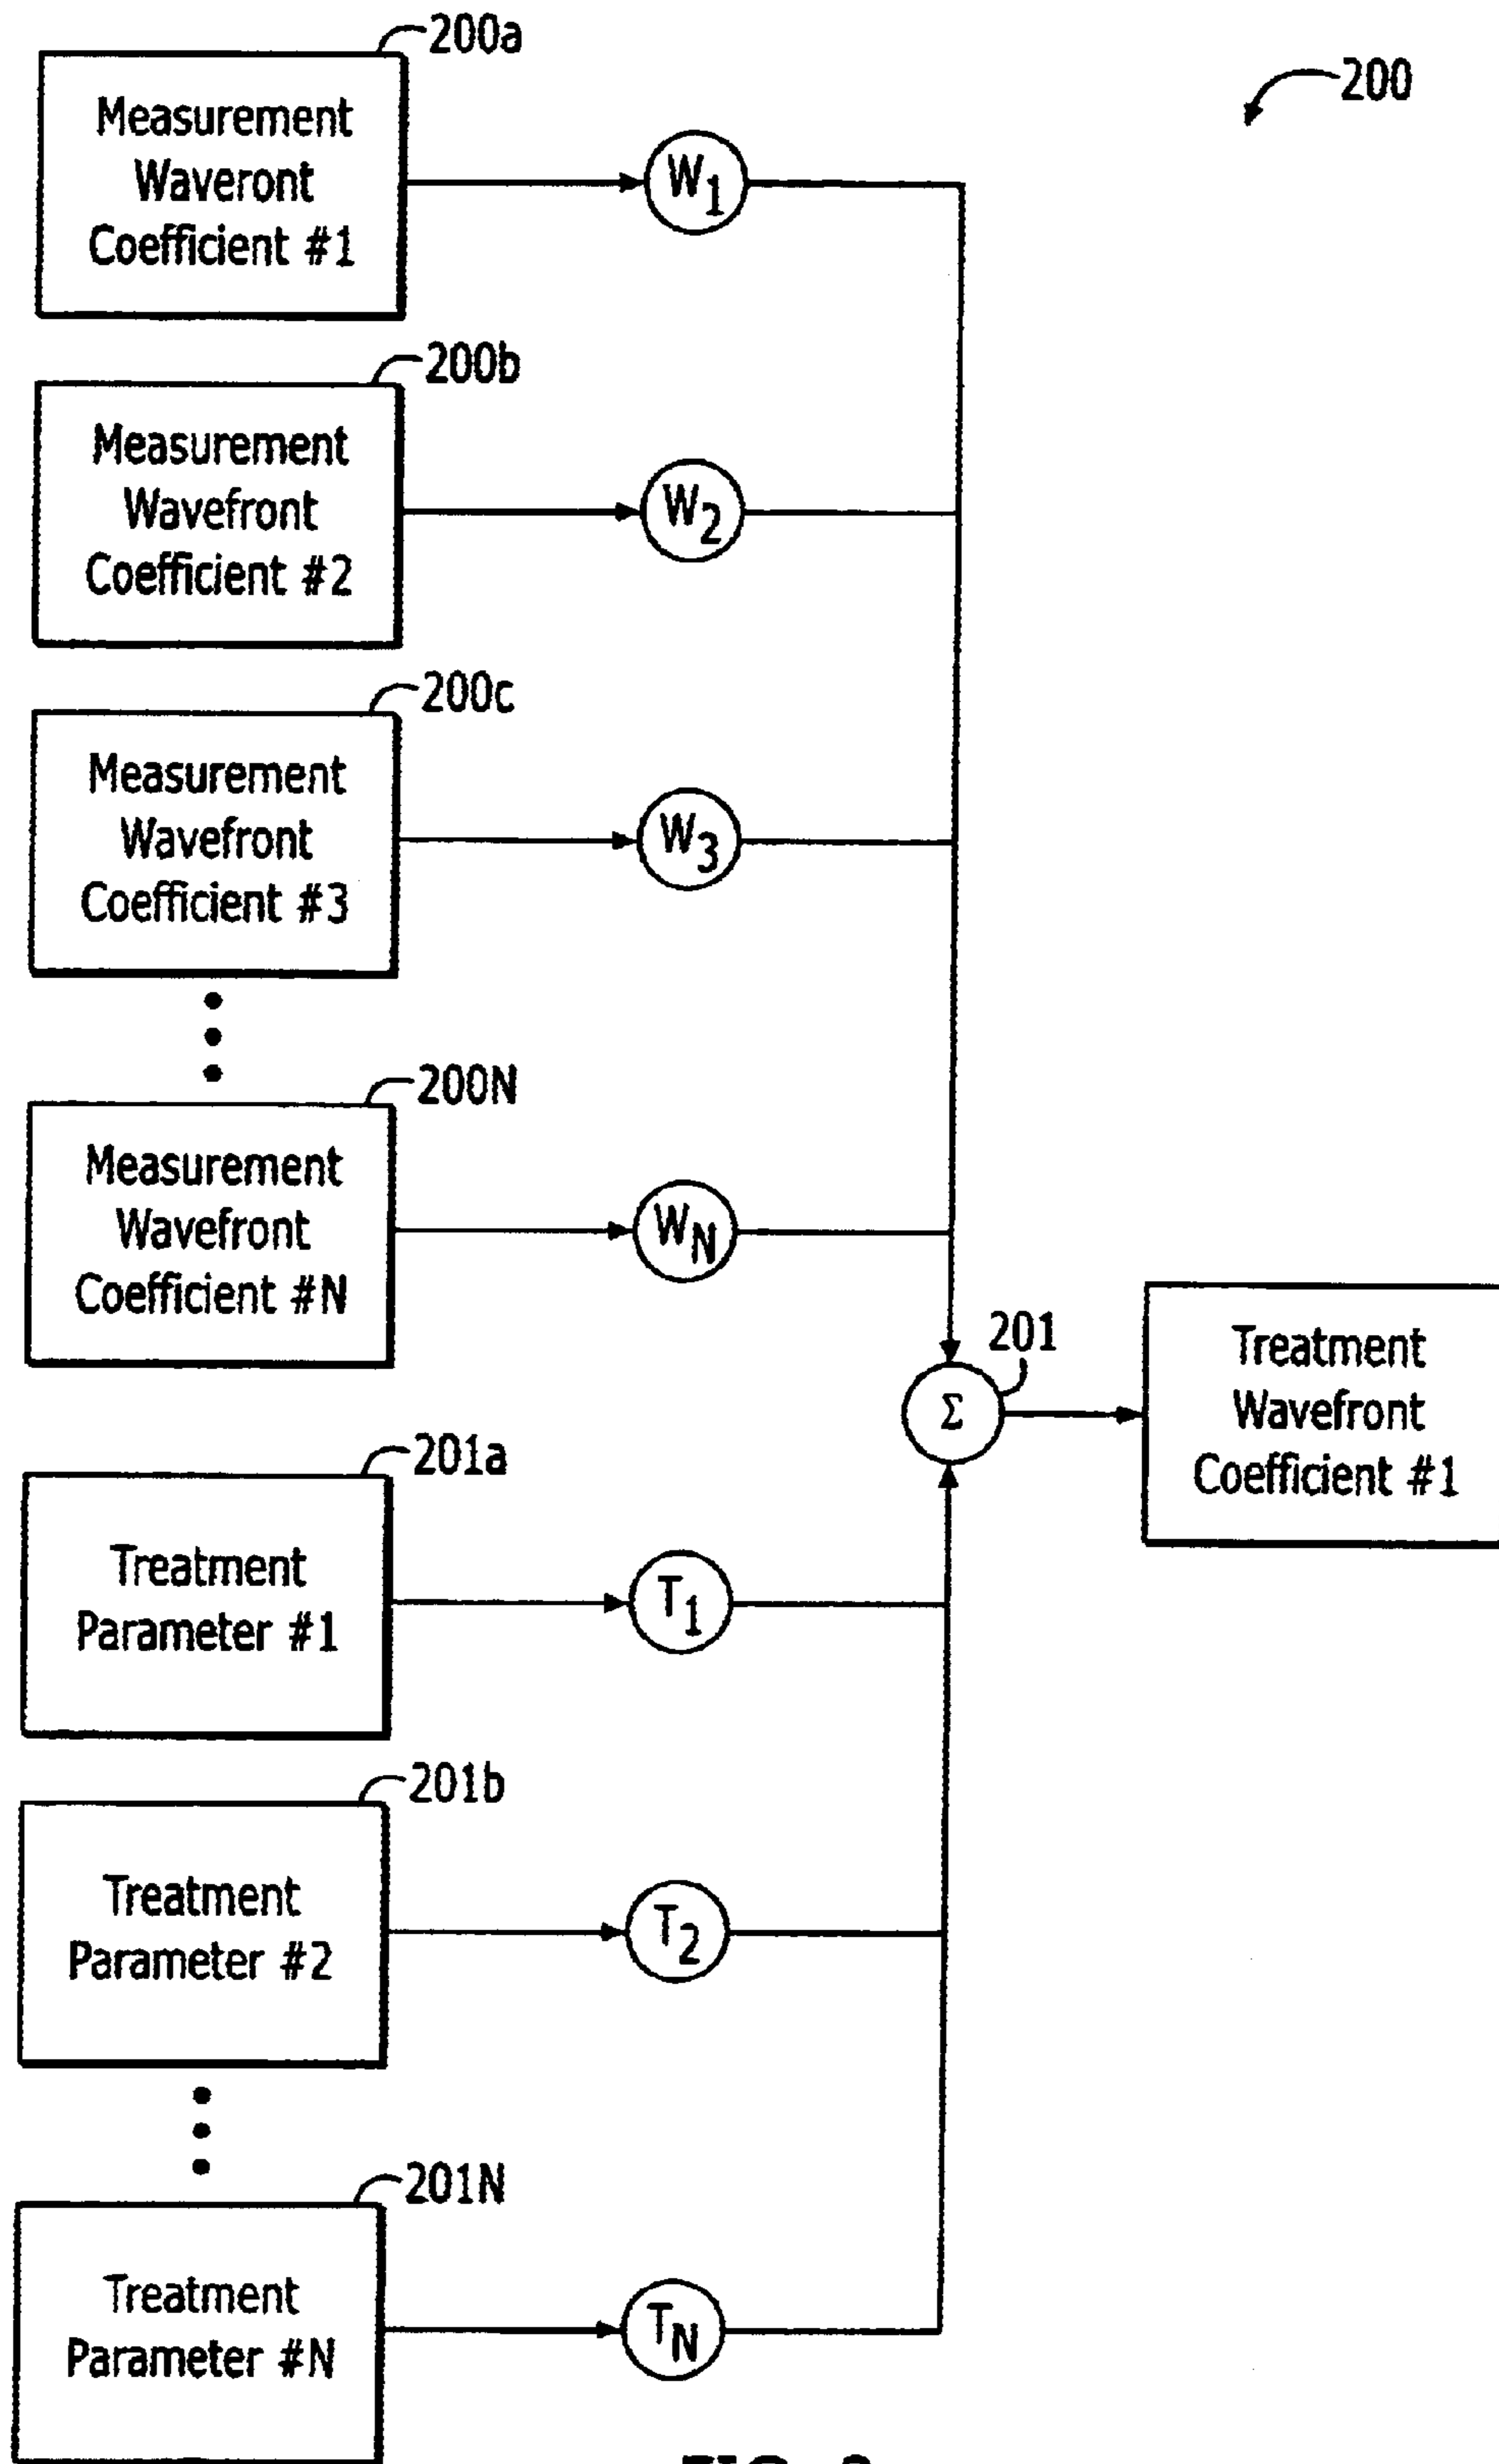 200a
200
Measurement
Waveront
Coefficient #1
W1
200b
Measurement
Wavefront
Coefficient #2
W2
200c
Measurement
Wavefront
Coefficient #3
W3
200N
Measurement
Wavefront
Coefficient #N
WN
201
Σ
Treatment
Wavefront
Coefficient #1
201a
Treatment
Parameter #1
T1
201b
Treatment
Parameter #2
T2
201N
Treatment
Parameter #N
TN